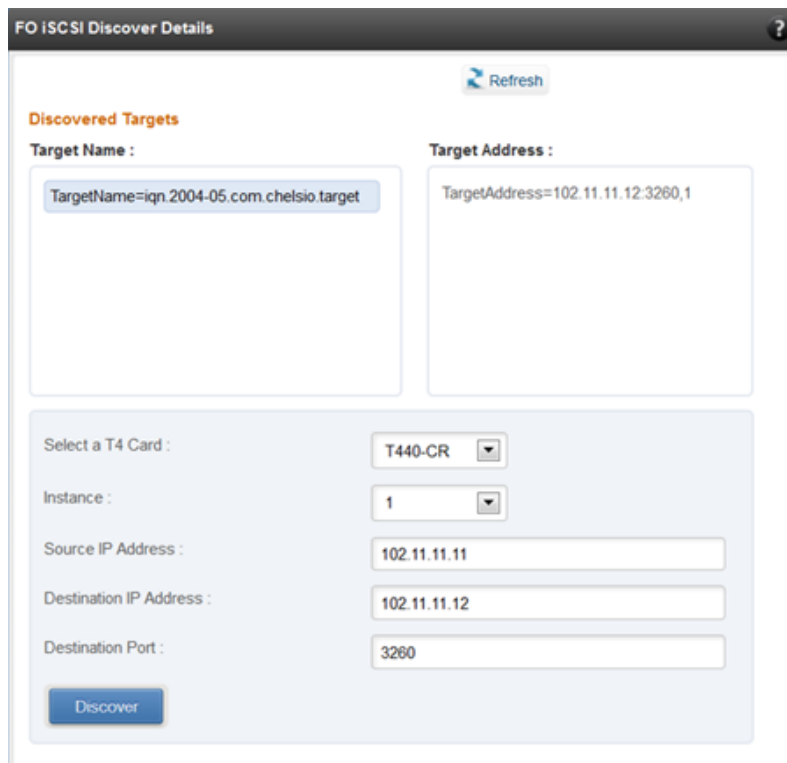 FO iSCSI Discover Details
?
Refresh
Discovered Targets
Target Name :
Target Address :
TargetName=iqn.2004-05.com.chelsio.target
TargetAddress=102.11.11.12:3260,1
Select a T4 Card :
T440-CR
Instance :
1
Source IP Address :
102.11.11.11
Destination IP Address :
102.11.11.12
Destination Port :
3260
Discover